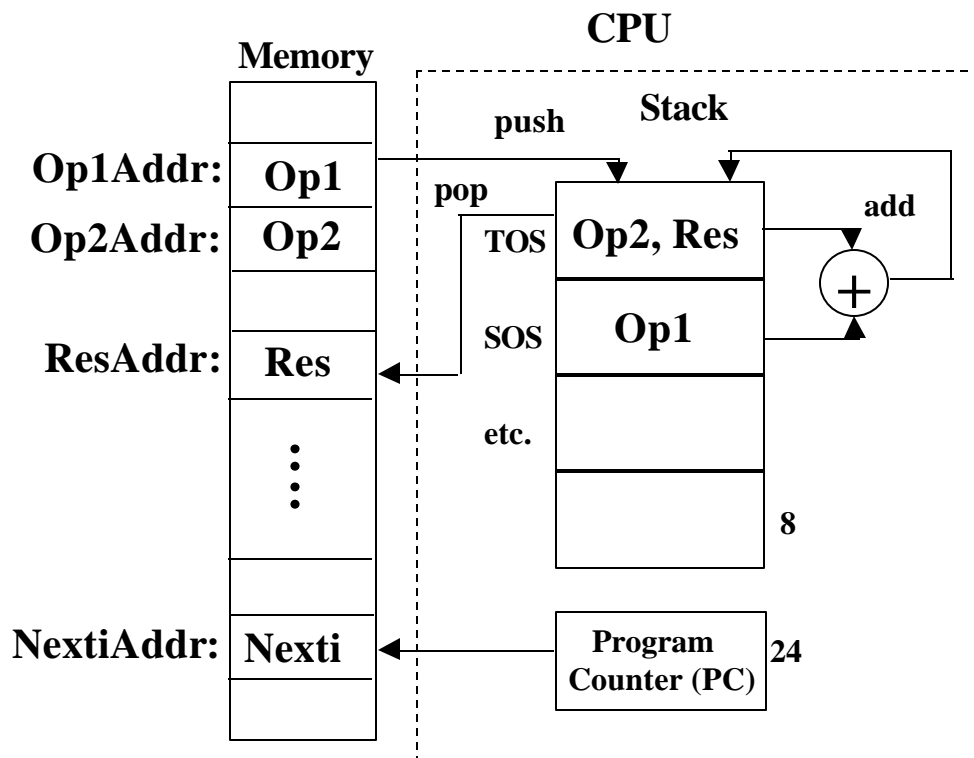 CPU
Memory
Stack
push
Op1Addr:
Op1
pop
add
Op2Addr:
Op2
TOS
Op2, Res
+
ResAddr:
Res
SOS
Op1
etc.
8
NextiAddr:
Nexti
Program
Counter (PC)
24